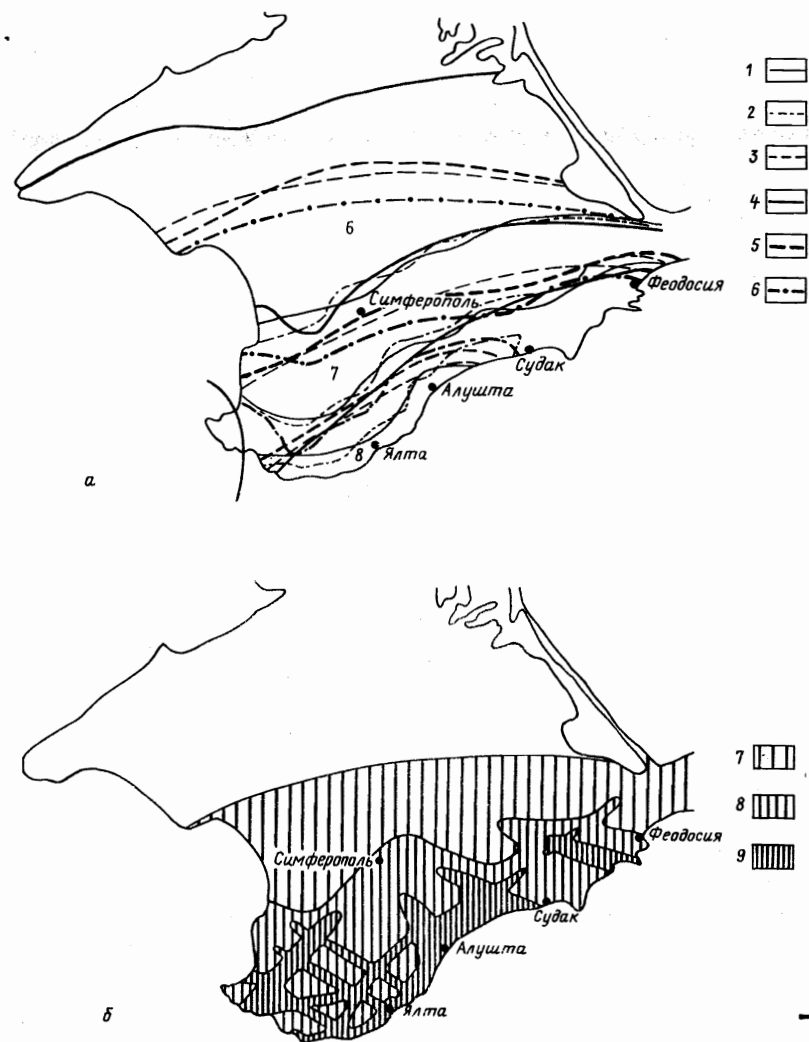 1
2
3
4
5
6
6
7
8
Симферополь
Феодосия
Судак
Алушта
Ялта
а
7
8
9
Симферополь
Феодосия
Судак
Алушта
Ялта
б